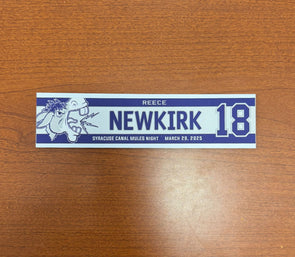 REECE
NEWKIRK 18
SYRACUSE CANAL MULES NIGHT MARCH 29, 2025